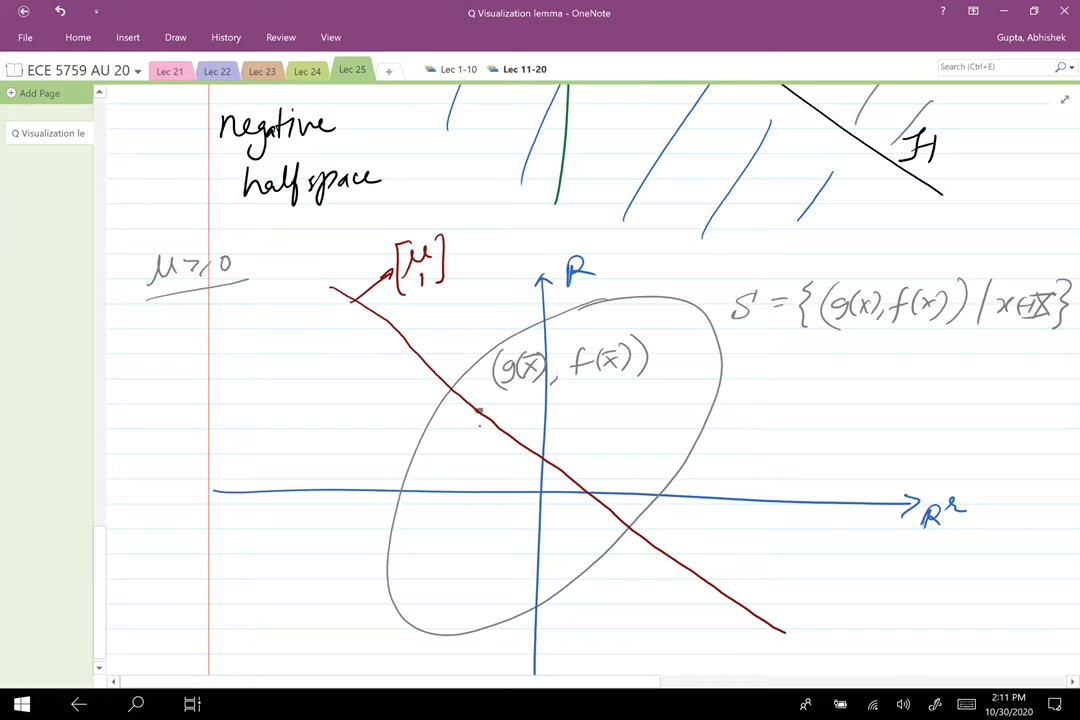 Q Visualization lemma - OneNote
?
File Home Insert Draw History Review View
Gupta, Abhishek
ECE 5759 AU 20
Lec 21 Lec 22 Lec 23 Lec 24 Lec 25 Lec 1-10 Lec 11-20
Search (Ctrl+E)
Add Page
Q Visualization le
negative
half space
H
μ ≥ 0
[μ
1]
R
S = {(g(x), f(x)) | x ∈ X}
(g(x̄), f(x̄))
R^r
2:11 PM
10/30/2020